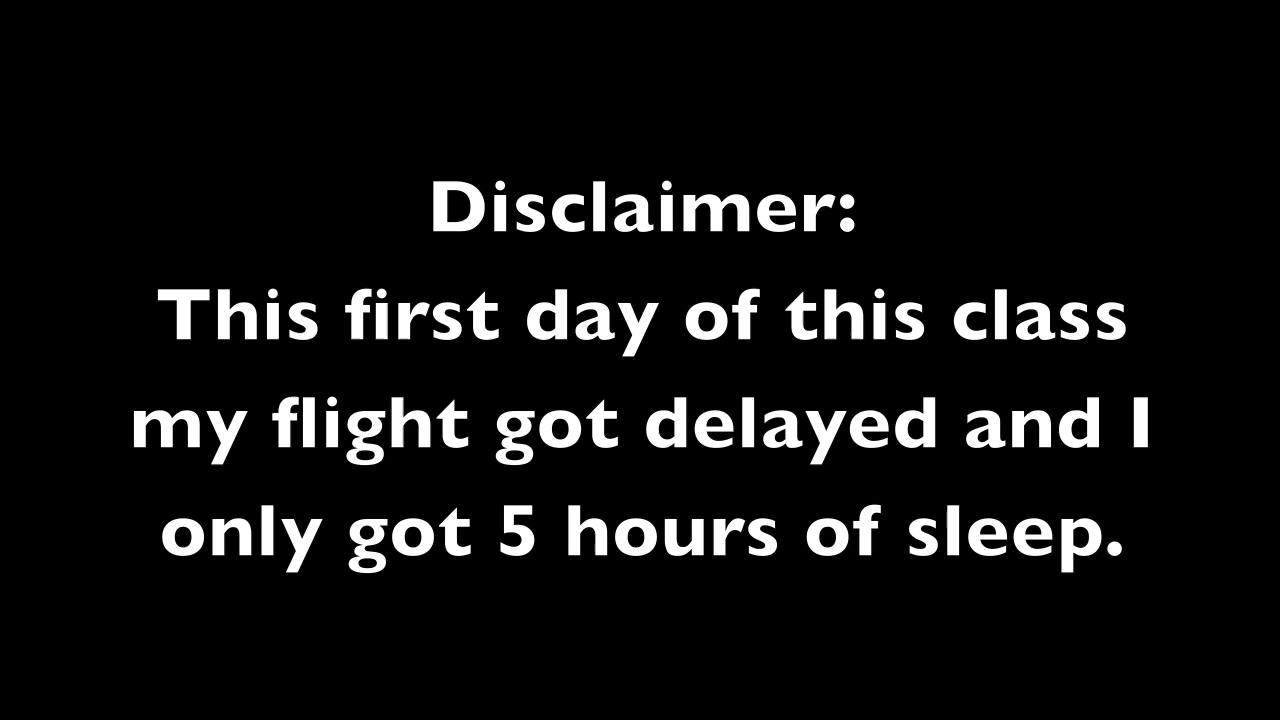 Disclaimer:
This first day of this class
my flight got delayed and I
only got 5 hours of sleep.